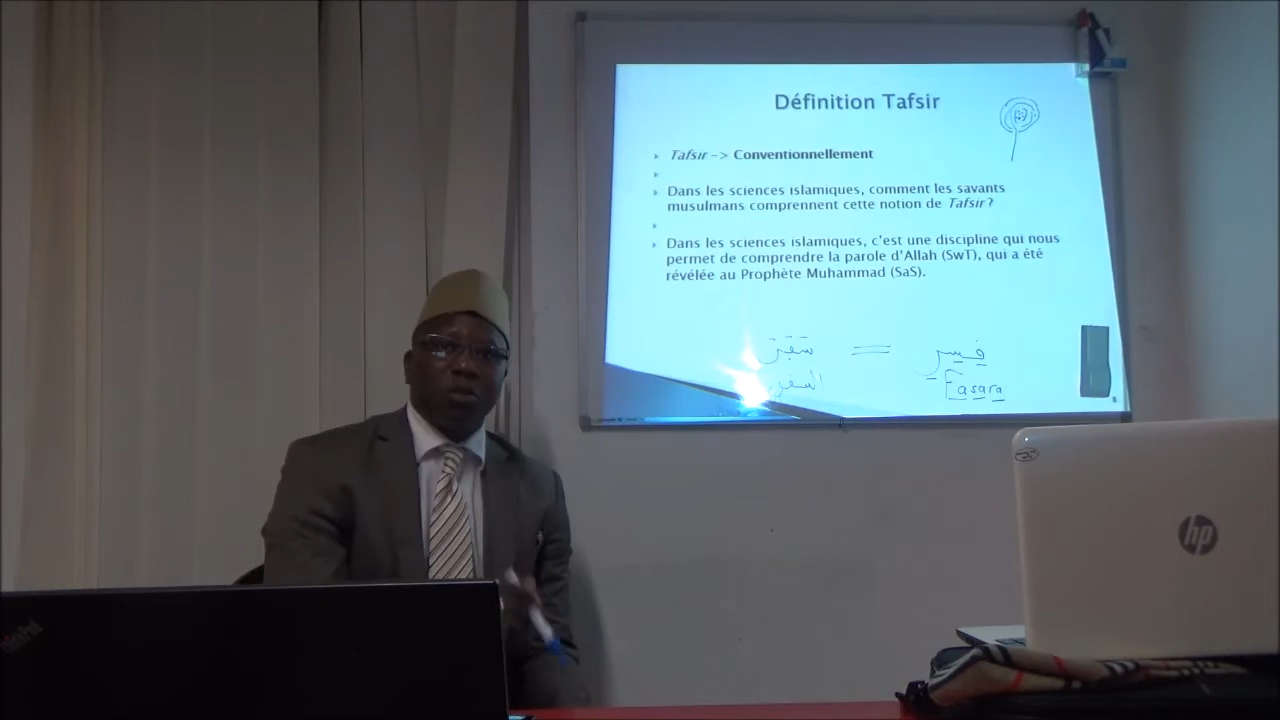 Définition Tafsir
Tafsir -> Conventionnellement
Dans les sciences islamiques, comment les savants
musulmans comprennent cette notion de Tafsir ?
Dans les sciences islamiques, c'est une discipline qui nous
permet de comprendre la parole d'Allah (SwT), qui a été
révélée au Prophète Muhammad (SaS).
=
Fasara
8
hp
ThinkPad